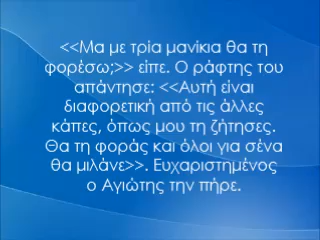 <<Μα με τρία μανίκια θα τη
φορέσω;>> είπε. Ο ράφτης του
απάντησε: <<Αυτή είναι
διαφορετική από τις άλλες
κάπες, όπως μου τη ζήτησες.
Θα τη φοράς και όλοι για σένα
θα μιλάνε>>. Ευχαριστημένος
ο Αγιώτης την πήρε.